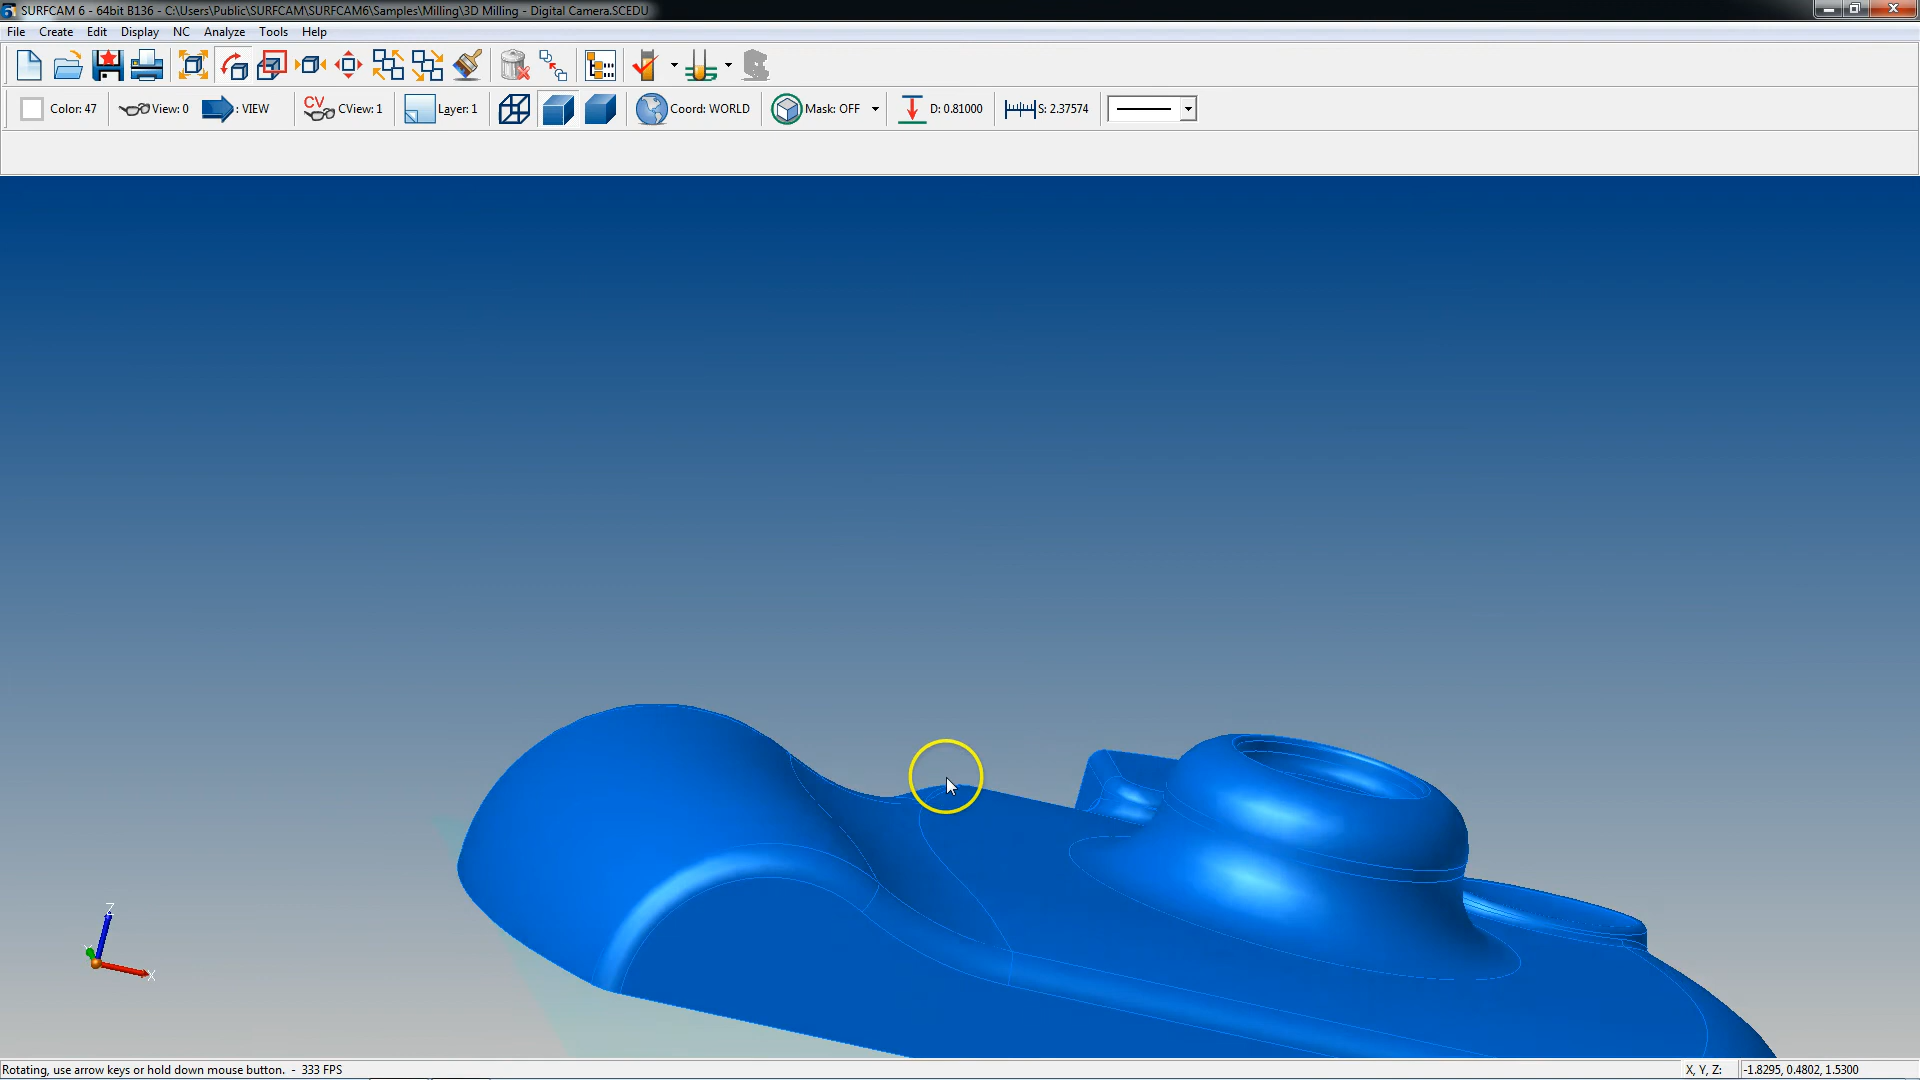 SURFCAM 6 - 64bit B136 - C:\Users\Public\SURFCAM\SURFCAM6\Samples\Milling\3D Milling - Digital Camera.SCEDU
File Create Edit Display NC Analyze Tools Help
Color: 47 View: 0 : VIEW CV CView: 1 Layer: 1 Coord: WORLD Mask: OFF D: 0.81000 S: 2.37574
Z
Y
X
Rotating, use arrow keys or hold down mouse button. - 333 FPS X, Y, Z: -1.8295, 0.4802, 1.5300